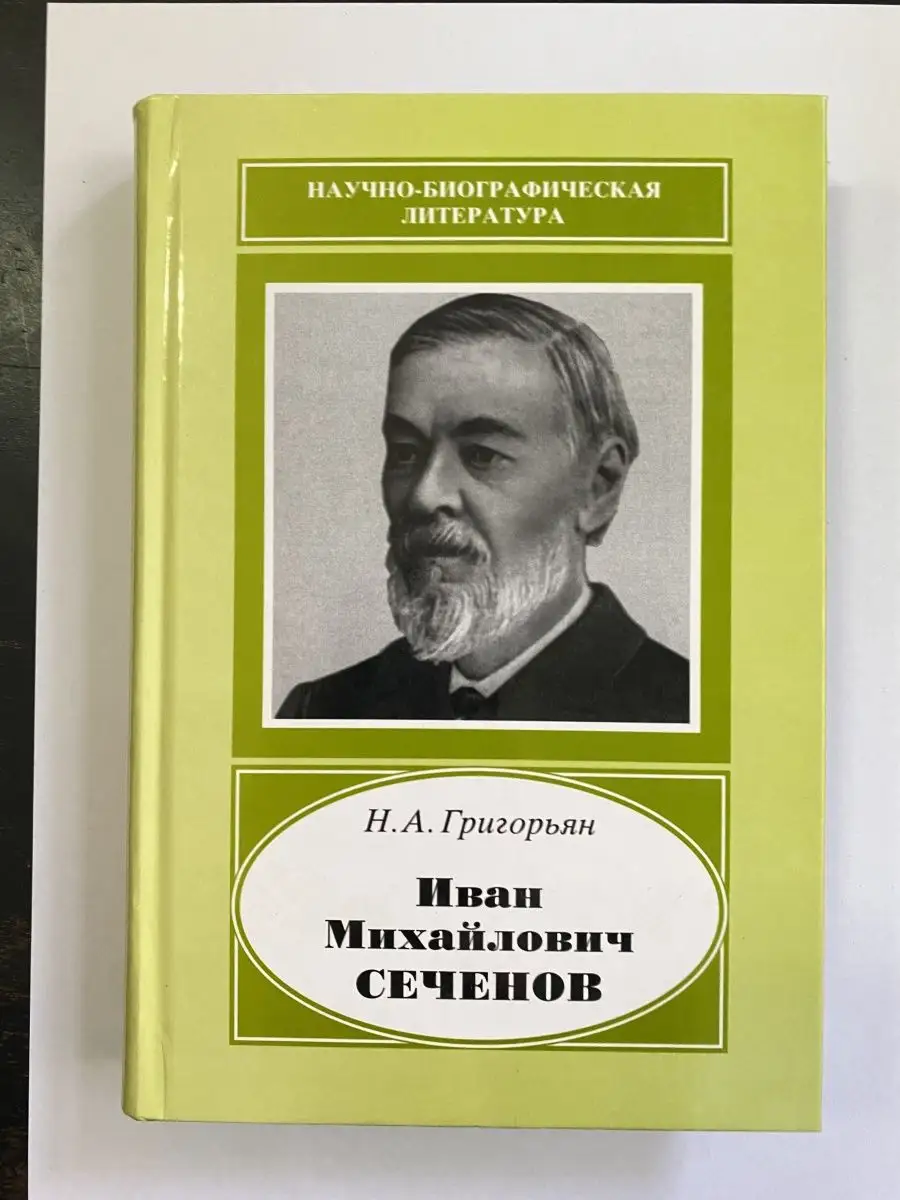 НАУЧНО-БИОГРАФИЧЕСКАЯ
ЛИТЕРАТУРА
Н. А. Григорьян
Иван
Михайлович
СЕЧЕНОВ